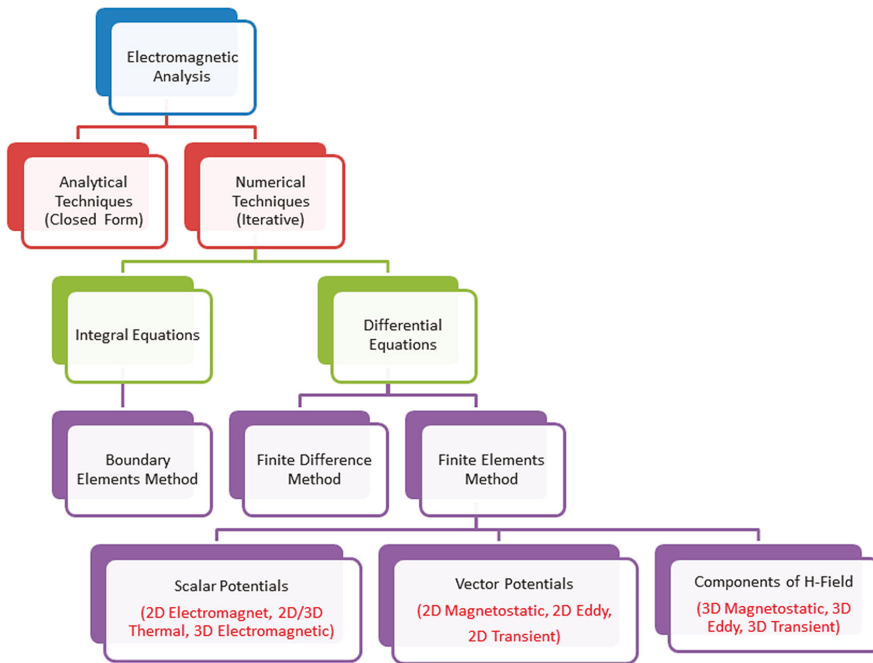 Electromagnetic
Analysis
Analytical
Techniques
(Closed Form)
Numerical
Techniques
(Iterative)
Integral Equations
Differential
Equations
Boundary
Elements Method
Finite Difference
Method
Finite Elements
Method
Scalar Potentials
(2D Electromagnet, 2D/3D
Thermal, 3D Electromagnetic)
Vector Potentials
(2D Magnetostatic, 2D Eddy,
2D Transient)
Components of H-Field
(3D Magnetostatic, 3D
Eddy, 3D Transient)